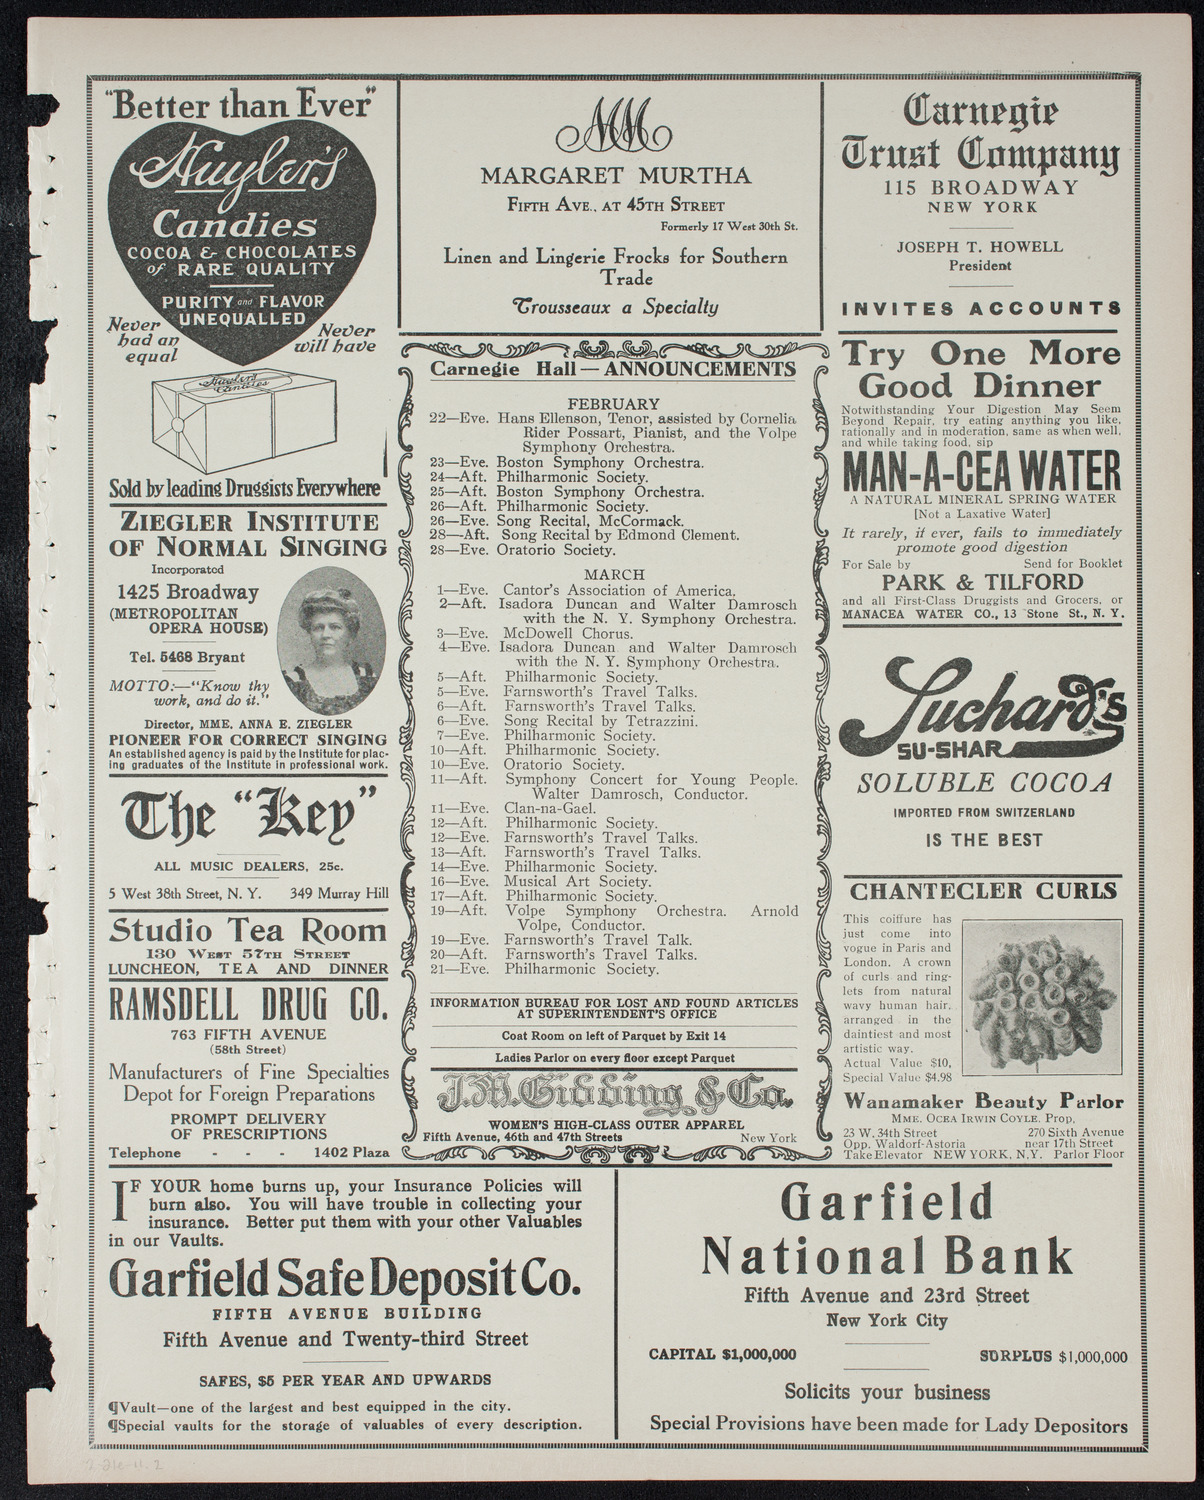 "Better than Ever"
Huyler's
Candies
COCOA & CHOCOLATES
of RARE QUALITY
PURITY and FLAVOR
UNEQUALLED
Never
had an
equal
Never
will have
Huyler's
Candies
Sold by leading Druggists Everywhere
ZIEGLER INSTITUTE
OF NORMAL SINGING
Incorporated
1425 Broadway
(METROPOLITAN
OPERA HOUSE)
Tel. 5468 Bryant
MOTTO:—"Know thy
work, and do it."
Director, MME. ANNA E. ZIEGLER
PIONEER FOR CORRECT SINGING
An established agency is paid by the Institute for plac-
ing graduates of the Institute in professional work.
The "Key"
ALL MUSIC DEALERS, 25c.
5 West 38th Street, N. Y. 349 Murray Hill
Studio Tea Room
130 WEST 57TH STREET
LUNCHEON, TEA AND DINNER
RAMSDELL DRUG CO.
763 FIFTH AVENUE
(58th Street)
Manufacturers of Fine Specialties
Depot for Foreign Preparations
PROMPT DELIVERY
OF PRESCRIPTIONS
Telephone - - - 1402 Plaza
MM
MARGARET MURTHA
FIFTH AVE., AT 45TH STREET
Formerly 17 West 30th St.
Linen and Lingerie Frocks for Southern
Trade
Trousseaux a Specialty
Carnegie Hall—ANNOUNCEMENTS
FEBRUARY
22—Eve. Hans Ellenson, Tenor, assisted by Cornelia
Rider Possart, Pianist, and the Volpe
Symphony Orchestra.
23—Eve. Boston Symphony Orchestra.
24—Aft. Philharmonic Society.
25—Aft. Boston Symphony Orchestra.
26—Aft. Philharmonic Society.
26—Eve. Song Recital, McCormack.
28—Aft. Song Recital by Edmond Clement.
28—Eve. Oratorio Society.
MARCH
1—Eve. Cantor's Association of America.
2—Aft. Isadora Duncan and Walter Damrosch
with the N. Y. Symphony Orchestra.
3—Eve. McDowell Chorus.
4—Eve. Isadora Duncan and Walter Damrosch
with the N. Y. Symphony Orchestra.
5—Aft. Philharmonic Society.
5—Eve. Farnsworth's Travel Talks.
6—Aft. Farnsworth's Travel Talks.
6—Eve. Song Recital by Tetrazzini.
7—Eve. Philharmonic Society.
10—Aft. Philharmonic Society.
10—Eve. Oratorio Society.
11—Aft. Symphony Concert for Young People.
Walter Damrosch, Conductor.
11—Eve. Clan-na-Gael.
12—Aft. Philharmonic Society.
12—Eve. Farnsworth's Travel Talks.
13—Aft. Farnsworth's Travel Talks.
14—Eve. Philharmonic Society.
16—Eve. Musical Art Society.
17—Aft. Philharmonic Society.
19—Aft. Volpe Symphony Orchestra. Arnold
Volpe, Conductor.
19—Eve. Farnsworth's Travel Talk.
20—Aft. Farnsworth's Travel Talks.
21—Eve. Philharmonic Society.
INFORMATION BUREAU FOR LOST AND FOUND ARTICLES
AT SUPERINTENDENT'S OFFICE
Coat Room on left of Parquet by Exit 14
Ladies Parlor on every floor except Parquet
J.M. Gidding & Co.
WOMEN'S HIGH-CLASS OUTER APPAREL
Fifth Avenue, 46th and 47th Streets New York
Carnegie
Trust Company
115 BROADWAY
NEW YORK
JOSEPH T. HOWELL
President
INVITES ACCOUNTS
Try One More
Good Dinner
Notwithstanding Your Digestion May Seem
Beyond Repair, try eating anything you like,
rationally and in moderation, same as when well,
and while taking food, sip
MAN-A-CEA WATER
A NATURAL MINERAL SPRING WATER
[Not a Laxative Water]
It rarely, if ever, fails to immediately
promote good digestion
For Sale by Send for Booklet
PARK & TILFORD
and all First-Class Druggists and Grocers, or
MANACEA WATER CO., 13 Stone St., N. Y.
Suchard's
SU-SHAR
SOLUBLE COCOA
IMPORTED FROM SWITZERLAND
IS THE BEST
CHANTECLER CURLS
This coiffure has
just come into
vogue in Paris and
London. A crown
of curls and ring-
lets from natural
wavy human hair,
arranged in the
daintiest and most
artistic way.
Actual Value $10,
Special Value $4.98
Wanamaker Beauty Parlor
MME. OCEA IRWIN COYLE, Prop.
23 W. 34th Street 270 Sixth Avenue
Opp. Waldorf-Astoria near 17th Street
Take Elevator NEW YORK, N.Y. Parlor Floor
IF YOUR home burns up, your Insurance Policies will
burn also. You will have trouble in collecting your
insurance. Better put them with your other Valuables
in our Vaults.
Garfield Safe Deposit Co.
FIFTH AVENUE BUILDING
Fifth Avenue and Twenty-third Street
SAFES, $5 PER YEAR AND UPWARDS
¶Vault—one of the largest and best equipped in the city.
¶Special vaults for the storage of valuables of every description.
Garfield
National Bank
Fifth Avenue and 23rd Street
New York City
CAPITAL $1,000,000 SURPLUS $1,000,000
Solicits your business
Special Provisions have been made for Lady Depositors